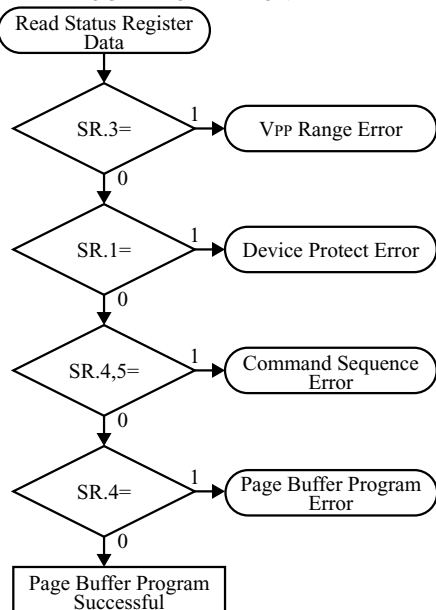 Read Status Register
Data
SR.3=
1
VPP Range Error
0
SR.1=
1
Device Protect Error
0
SR.4,5=
1
Command Sequence
Error
0
SR.4=
1
Page Buffer Program
Error
0
Page Buffer Program
Successful